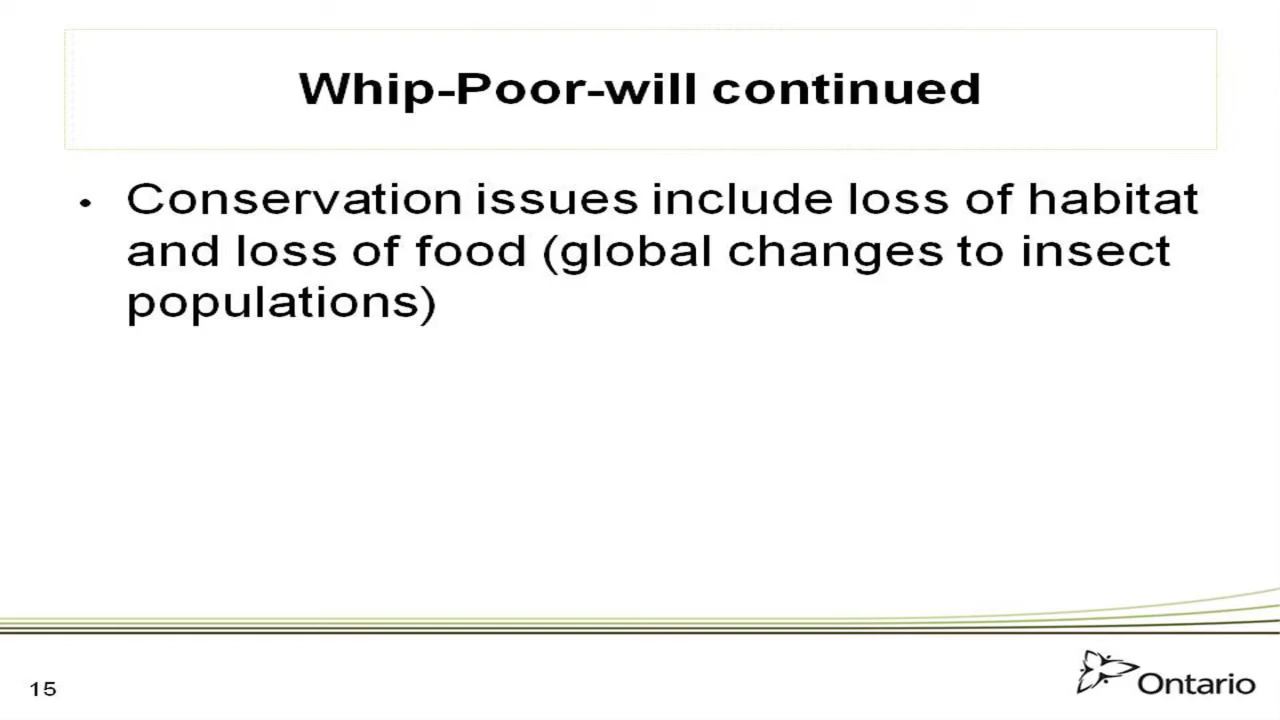 Whip-Poor-will continued
• Conservation issues include loss of habitat
and loss of food (global changes to insect
populations)
15
Ontario